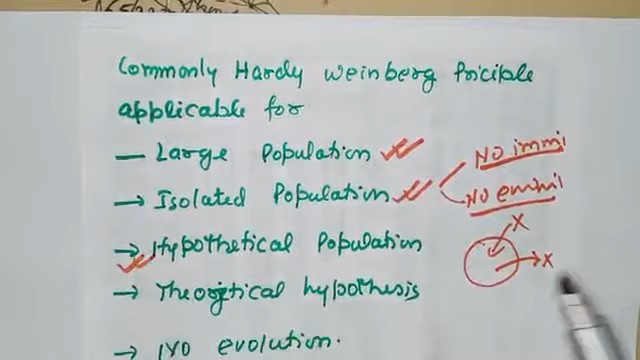 Commonly Hardy weinberg Pricible
applicable for
— Large Population
→ Isolated Population
No immi
No emmi
→ Hypothetical Population
X
X
→ Theorjtical hypothesis
→ NO evolution.